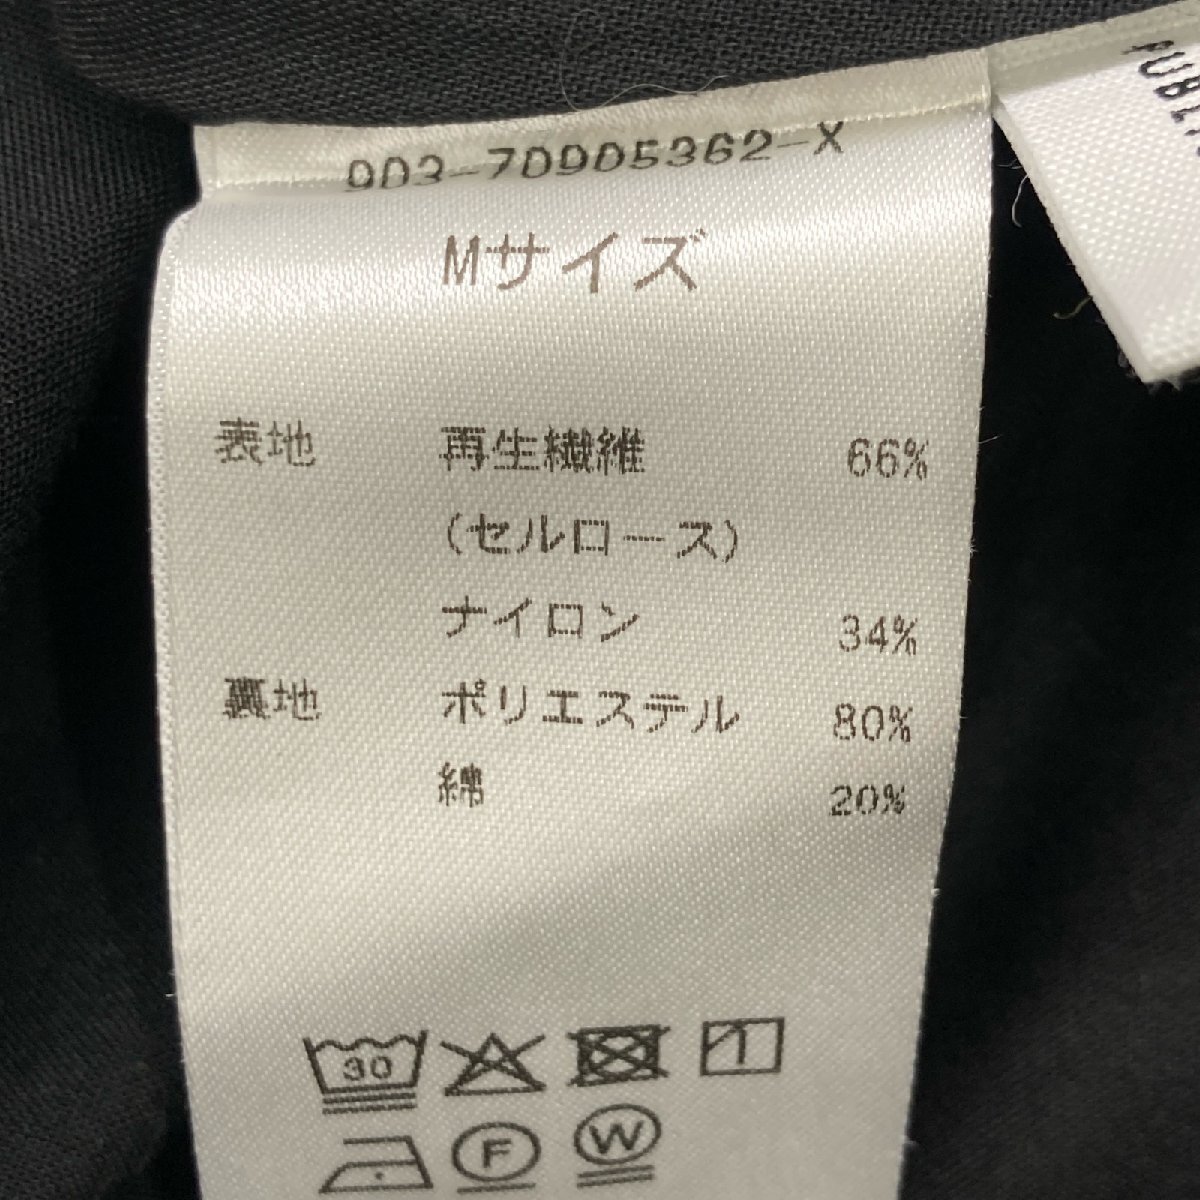 903-70905362-X
Mサイズ
表地 再生繊維 66%
(セルロース)
ナイロン 34%
裏地 ポリエステル 80%
綿 20%
30
F W